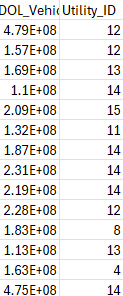 DOL_Vehic Utility_ID
4.79E+08 12
1.57E+08 12
1.69E+08 13
1.1E+08 14
2.09E+08 15
1.32E+08 11
1.87E+08 14
2.31E+08 14
2.19E+08 14
2.28E+08 12
1.83E+08 8
1.13E+08 13
1.63E+08 4
4.75E+08 14